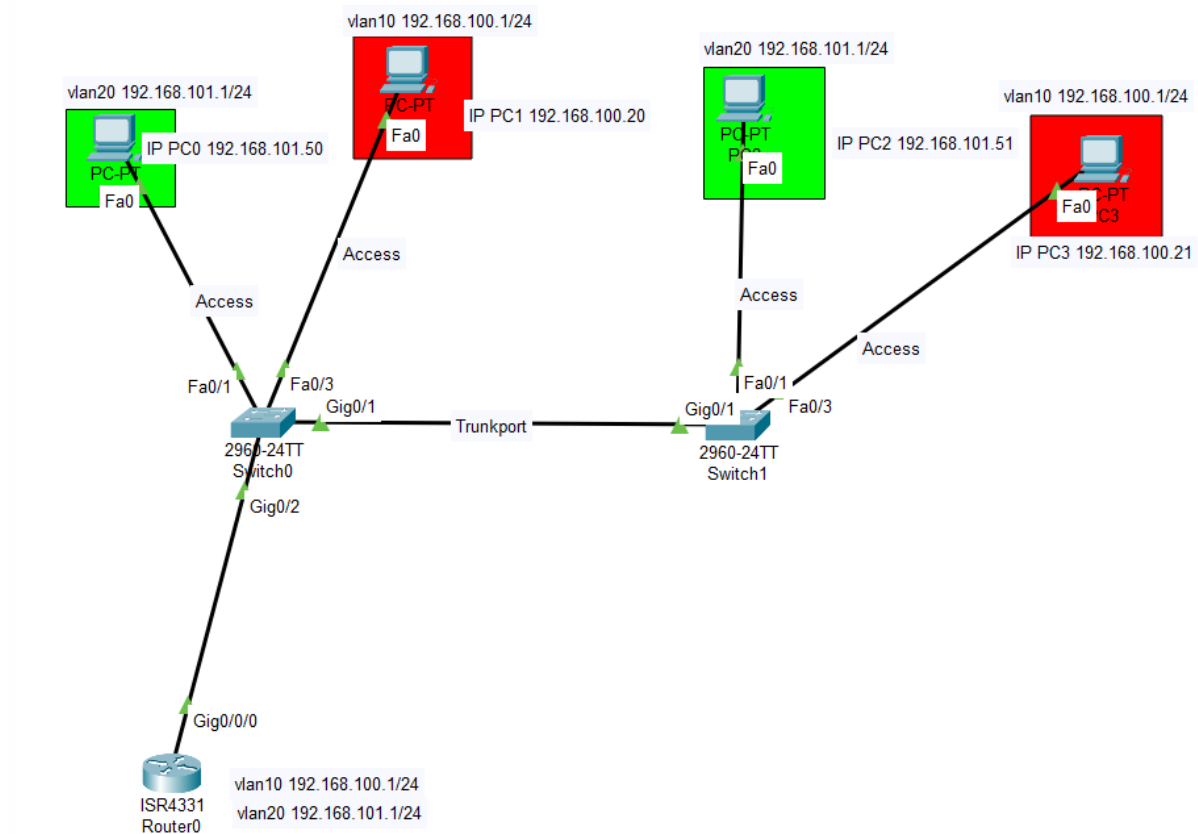 vlan10 192.168.100.1/24
vlan20 192.168.101.1/24
vlan20 192.168.101.1/24
vlan10 192.168.100.1/24
PC-PT
Fa0
IP PC1 192.168.100.20
IP PC0 192.168.101.50
PC-PT
Fa0
PC-PT
Fa0
IP PC2 192.168.101.51
Fa0
PC3
IP PC3 192.168.100.21
Access
Access
Access
Access
Fa0/1
Fa0/3
Gig0/1
Trunkport
Gig0/1
Fa0/1
Fa0/3
2960-24TT
Switch0
2960-24TT
Switch1
Gig0/2
Gig0/0/0
ISR4331
Router0
vlan10 192.168.100.1/24
vlan20 192.168.101.1/24